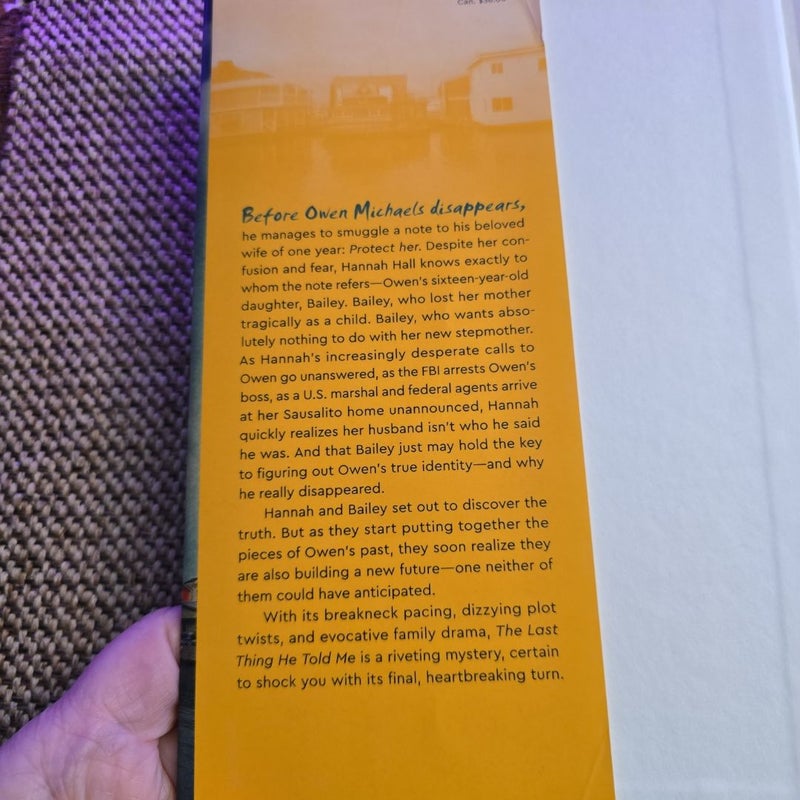 Before Owen Michaels disappears,
he manages to smuggle a note to his beloved
wife of one year: Protect her. Despite her con-
fusion and fear, Hannah Hall knows exactly to
whom the note refers—Owen's sixteen-year-old
daughter, Bailey. Bailey, who lost her mother
tragically as a child. Bailey, who wants abso-
lutely nothing to do with her new stepmother.
As Hannah's increasingly desperate calls to
Owen go unanswered, as the FBI arrests Owen's
boss, as a U.S. marshal and federal agents arrive
at her Sausalito home unannounced, Hannah
quickly realizes her husband isn't who he said
he was. And that Bailey just may hold the key
to figuring out Owen's true identity—and why
he really disappeared.
Hannah and Bailey set out to discover the
truth. But as they start putting together the
pieces of Owen's past, they soon realize they
are also building a new future—one neither of
them could have anticipated.
With its breakneck pacing, dizzying plot
twists, and evocative family drama, The Last
Thing He Told Me is a riveting mystery, certain
to shock you with its final, heartbreaking turn.